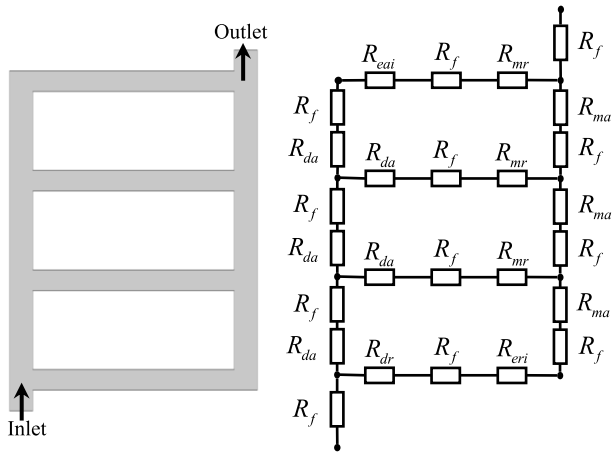 Outlet
Inlet
R_f
R_eai R_f R_mr
R_f R_ma
R_da R_f
R_da R_f R_mr
R_f R_ma
R_da R_f
R_da R_f R_mr
R_f R_ma
R_da R_f
R_dr R_f R_eri
R_f